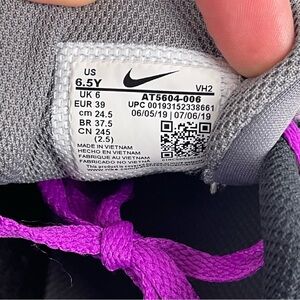 US
6.5Y
VH2
UK 6
AT5604-006
EUR 39
UPC 00193152338661
cm 24.5
06/05/19 | 07/06/19
BR 37.5
CN 245
(2.5)
MADE IN VIETNAM
HECHO EN VIETNAM
FABRIQUE AU VIETNAM
FABRICADO NO VIETNAM